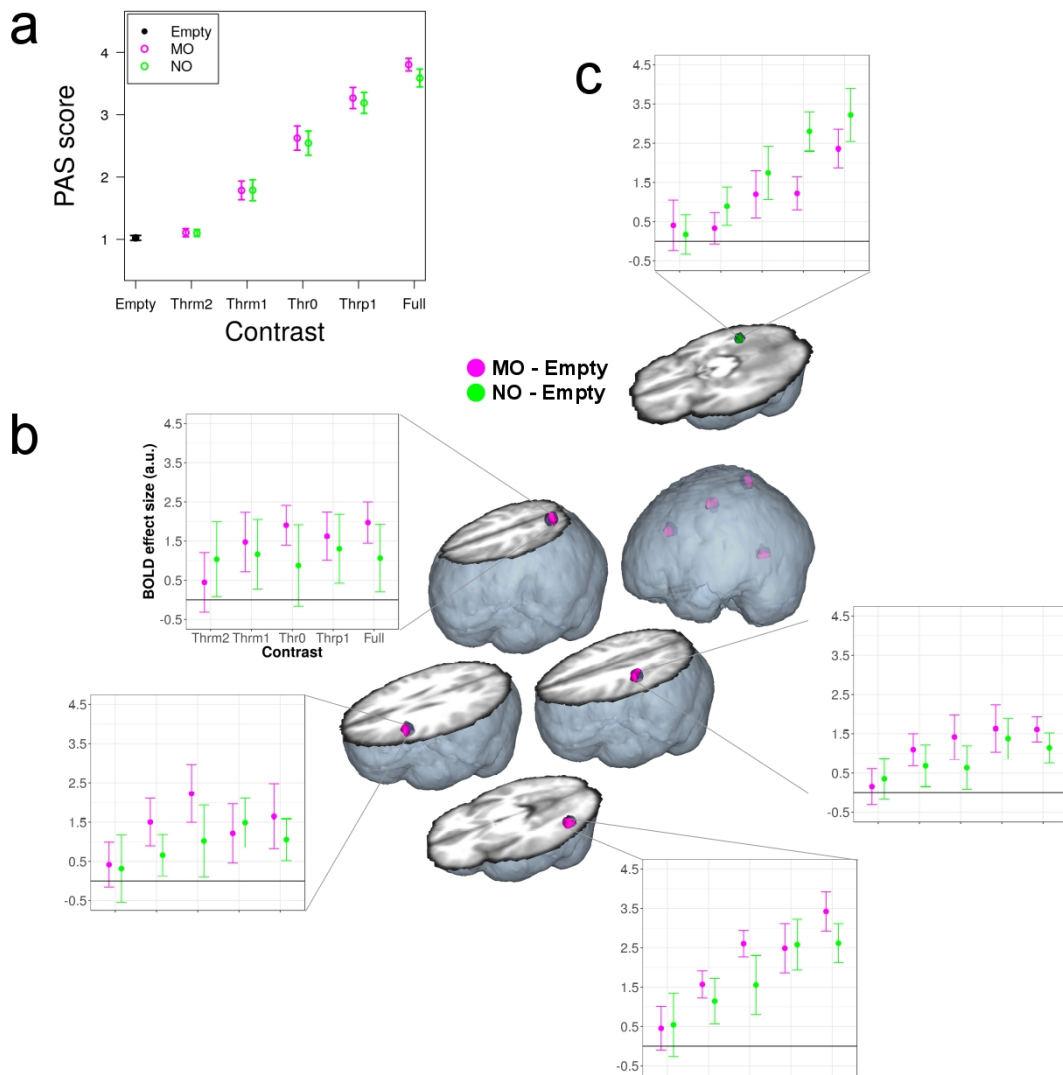 a
Empty
MO
NO
PAS score
4
3
2
1
Empty Thrm2 Thrm1 Thr0 Thrp1 Full
Contrast
c
4.5
3.5
2.5
1.5
0.5
-0.5
MO - Empty
NO - Empty
b
BOLD effect size (a.u.)
4.5
3.5
2.5
1.5
0.5
-0.5
Thrm2 Thrm1 Thr0 Thrp1 Full
Contrast
4.5
3.5
2.5
1.5
0.5
-0.5
4.5
3.5
2.5
1.5
0.5
-0.5
4.5
3.5
2.5
1.5
0.5
-0.5